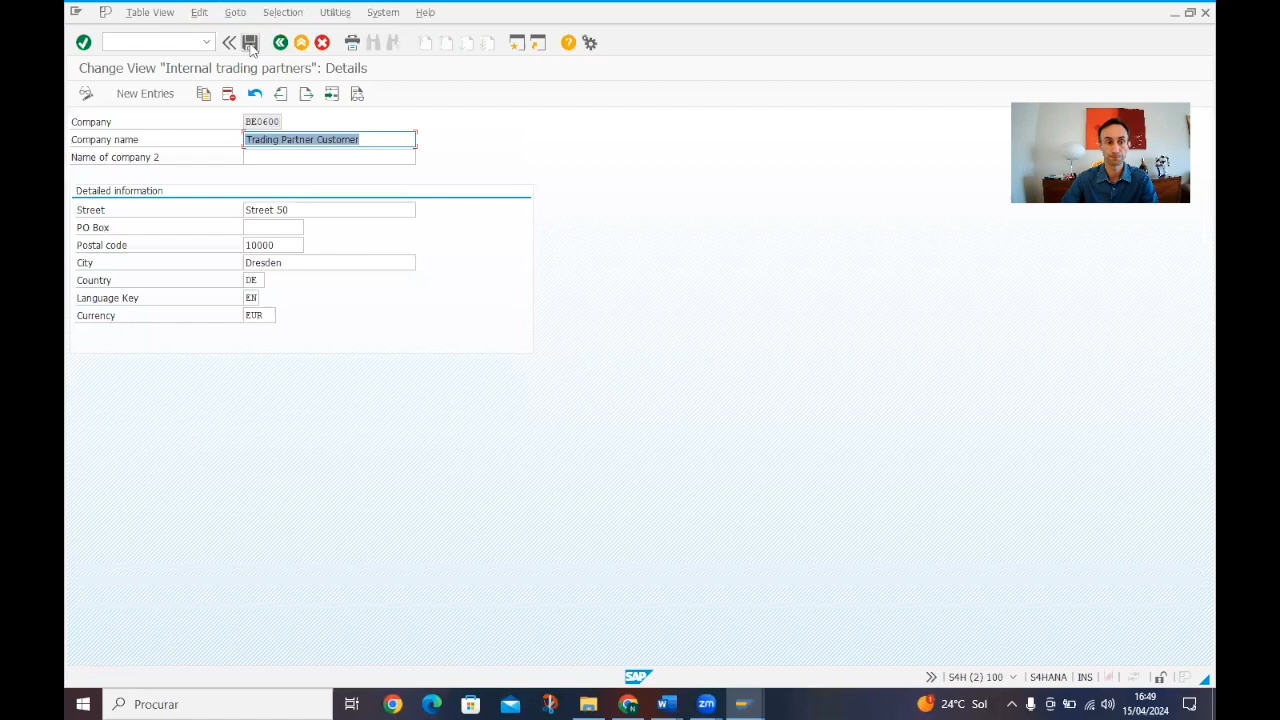 Table View Edit Goto Selection Utilities System Help
Change View "Internal trading partners": Details
New Entries
Company BE0600
Company name Trading Partner Customer
Name of company 2
Detailed information
Street Street 50
PO Box
Postal code 10000
City Dresden
Country DE
Language Key EN
Currency EUR
SAP
S4H (2) 100 S4HANA INS
Procurar
24°C Sol
16:49
15/04/2024